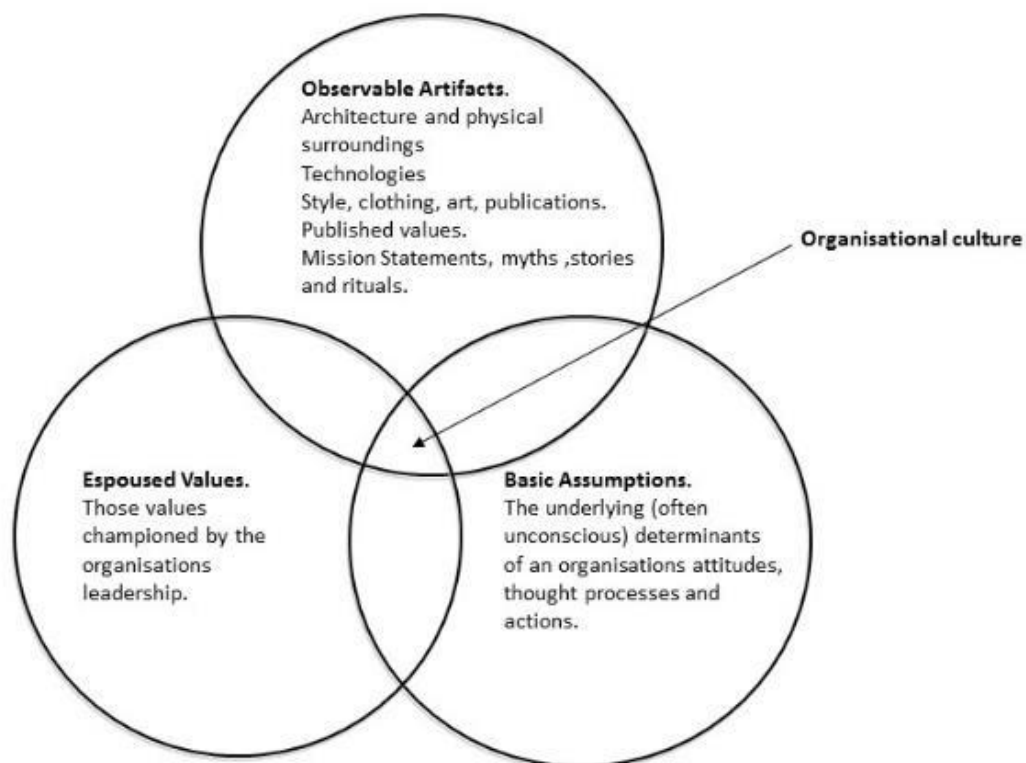 Observable Artifacts.
Architecture and physical
surroundings
Technologies
Style, clothing, art, publications.
Published values.
Mission Statements, myths ,stories
and rituals.
Organisational culture
Espoused Values.
Those values
championed by the
organisations
leadership.
Basic Assumptions.
The underlying (often
unconscious) determinants
of an organisations attitudes,
thought processes and
actions.